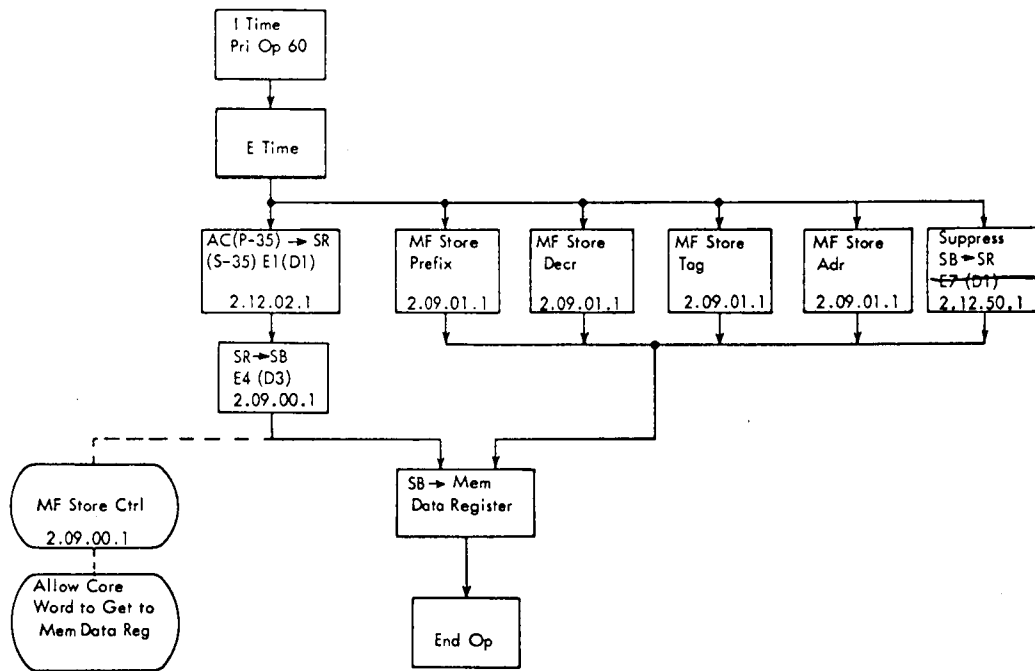 I Time
Pri Op 60
E Time
AC(P-35) → SR
(S-35) E1(D1)
2.12.02.1
MF Store
Prefix
2.09.01.1
MF Store
Decr
2.09.01.1
MF Store
Tag
2.09.01.1
MF Store
Adr
2.09.01.1
Suppress
SB→SR
E7 (D1)
2.12.50.1
SR→SB
E4 (D3)
2.09.00.1
MF Store Ctrl
2.09.00.1
SB→ Mem
Data Register
Allow Core
Word to Get to
Mem Data Reg
End Op